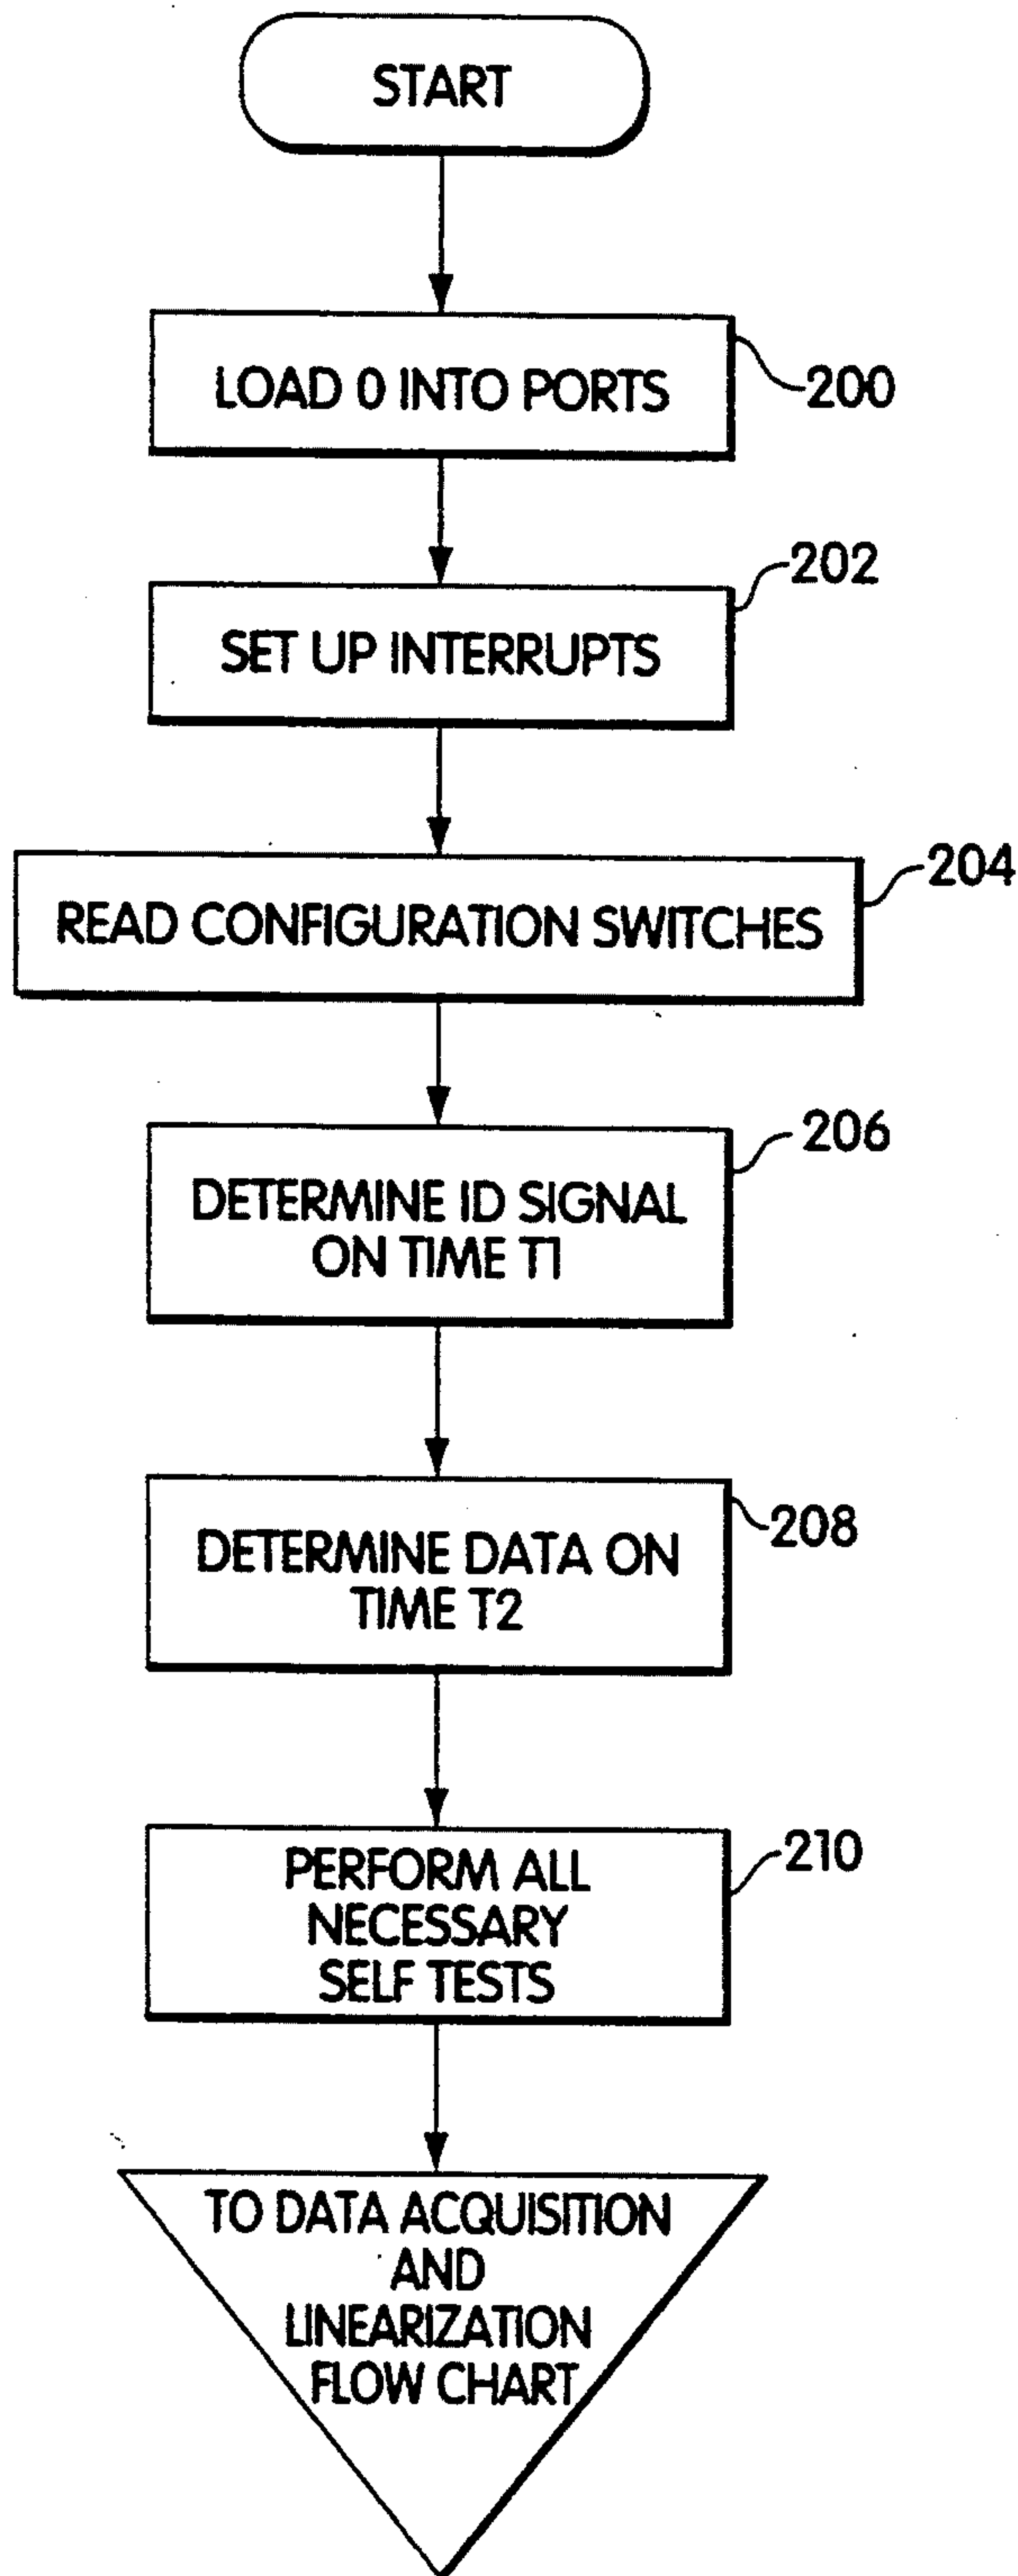 START
LOAD 0 INTO PORTS
200
202
SET UP INTERRUPTS
204
READ CONFIGURATION SWITCHES
206
DETERMINE ID SIGNAL
ON TIME T1
208
DETERMINE DATA ON
TIME T2
210
PERFORM ALL
NECESSARY
SELF TESTS
TO DATA ACQUISITION
AND
LINEARIZATION
FLOW CHART